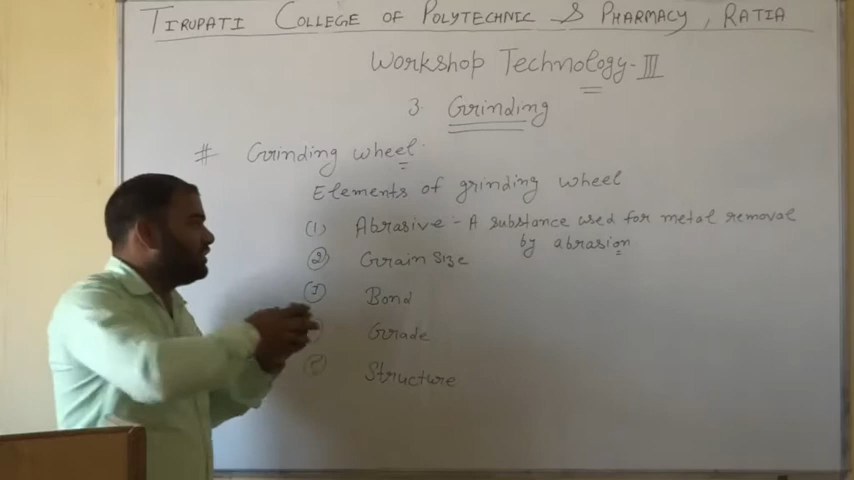 TIRUPATI COLLEGE OF POLYTECHNIC & PHARMACY, RATIA
Workshop Technology-III
3. Grinding
# Grinding wheel.
Elements of grinding wheel
(1) Abrasive - A substance used for metal removal
by abrasion
(2) Grain Size
(3) Bond
Grade
(5) Structure